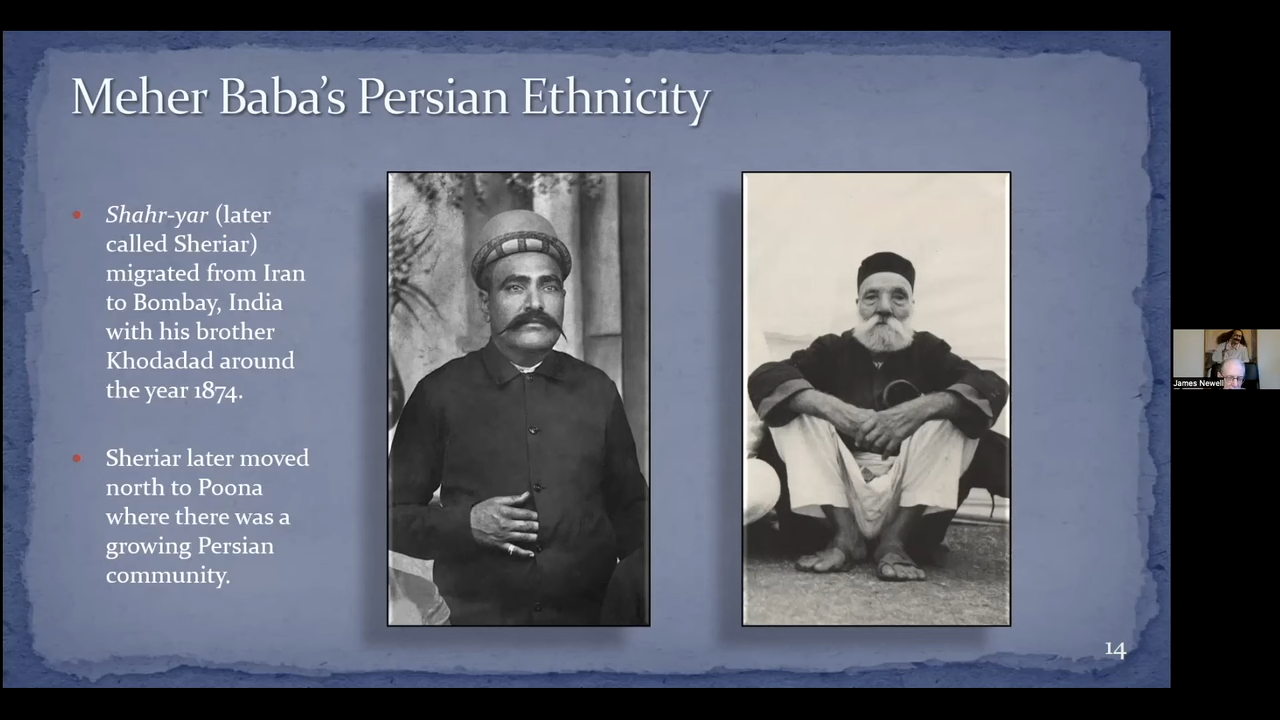 Meher Baba's Persian Ethnicity
• Shahr-yar (later
called Sheriar)
migrated from Iran
to Bombay, India
with his brother
Khodadad around
the year 1874.
• Sheriar later moved
north to Poona
where there was a
growing Persian
community.
14
James Newell